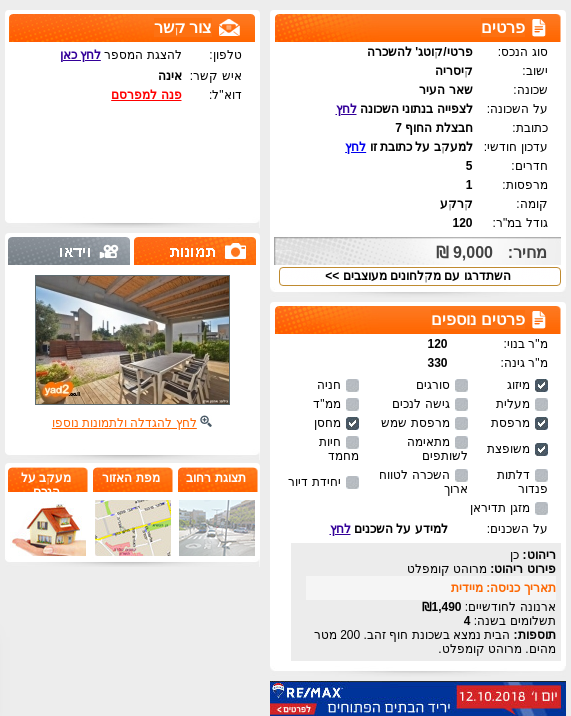 פרטים
סוג הנכס: פרטי/קוטג' להשכרה
ישוב: קיסריה
שכונה: שאר העיר
על השכונה: לצפייה בנתוני השכונה לחץ
כתובת: חבצלת החוף 7
עדכון חודשי: למעקב על כתובת זו לחץ
חדרים: 5
מרפסות: 1
קומה: קרקע
גודל במ"ר: 120
מחיר: 9,000 ₪
השתדרגו עם מקלחונים מעוצבים >>
פרטים נוספים
מ"ר בנוי: 120
מ"ר גינה: 330
מיזוג סורגים חניה
מעלית גישה לנכים ממ"ד
מרפסת מרפסת שמש מחסן
משופצת מתאימה לשותפים חיות מחמד
דלתות פנדור השכרה לטווח ארוך יחידת דיור
מזגן תדיראן
על השכנים: למידע על השכנים לחץ
ריהוט: כן
פירוט ריהוט: מרוהט קומפלט
תאריך כניסה: מיידית
ארנונה לחודשיים: 1,490₪
תשלומים בשנה: 4
תוספות: הבית נמצא בשכונת חוף זהב. 200 מטר
מהים. מרוהט קומפלט.
RE/MAX יום ו' 12.10.2018
יריד הבתים הפתוחים לפרטים >
צור קשר
טלפון: להצגת המספר לחץ כאן
איש קשר: אינה
דוא"ל: פנה למפרסם
תמונות וידאו
yad2.co.il
לחץ להגדלה ולתמונות נוספו
תצוגת רחוב מפת האזור מעקב על
הנכס